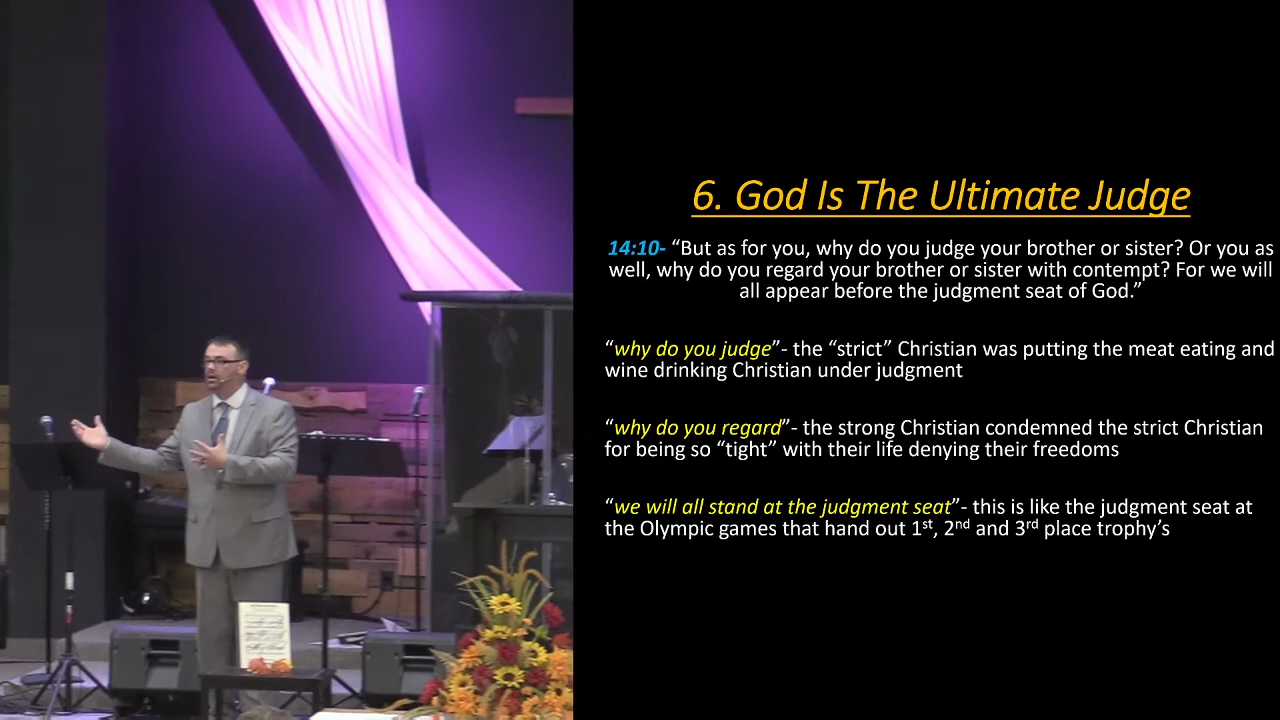 6. God Is The Ultimate Judge
14:10- “But as for you, why do you judge your brother or sister? Or you as
well, why do you regard your brother or sister with contempt? For we will
all appear before the judgment seat of God.”
“why do you judge”- the “strict” Christian was putting the meat eating and
wine drinking Christian under judgment
“why do you regard”- the strong Christian condemned the strict Christian
for being so “tight” with their life denying their freedoms
“we will all stand at the judgment seat”- this is like the judgment seat at
the Olympic games that hand out 1st, 2nd and 3rd place trophy’s